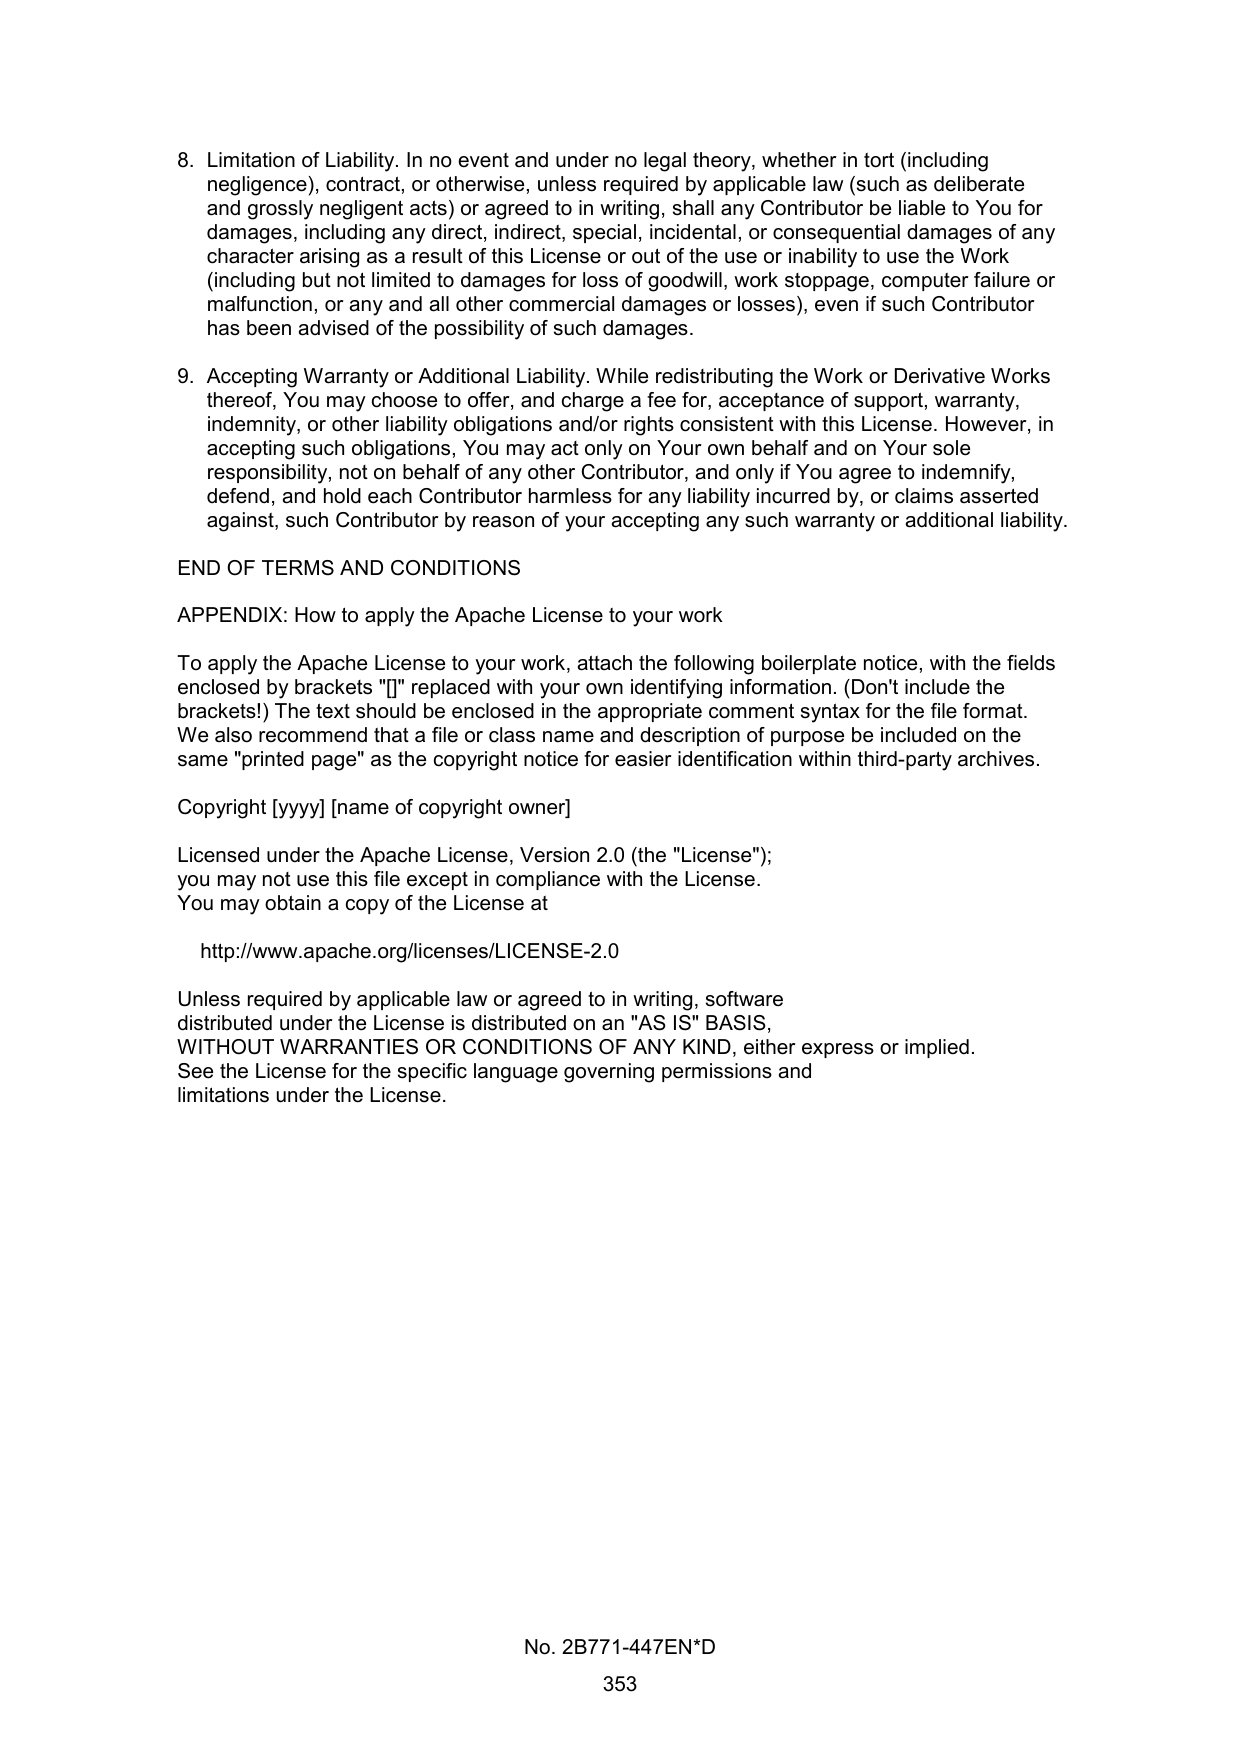 8. Limitation of Liability. In no event and under no legal theory, whether in tort (including
negligence), contract, or otherwise, unless required by applicable law (such as deliberate
and grossly negligent acts) or agreed to in writing, shall any Contributor be liable to You for
damages, including any direct, indirect, special, incidental, or consequential damages of any
character arising as a result of this License or out of the use or inability to use the Work
(including but not limited to damages for loss of goodwill, work stoppage, computer failure or
malfunction, or any and all other commercial damages or losses), even if such Contributor
has been advised of the possibility of such damages.
9. Accepting Warranty or Additional Liability. While redistributing the Work or Derivative Works
thereof, You may choose to offer, and charge a fee for, acceptance of support, warranty,
indemnity, or other liability obligations and/or rights consistent with this License. However, in
accepting such obligations, You may act only on Your own behalf and on Your sole
responsibility, not on behalf of any other Contributor, and only if You agree to indemnify,
defend, and hold each Contributor harmless for any liability incurred by, or claims asserted
against, such Contributor by reason of your accepting any such warranty or additional liability.
END OF TERMS AND CONDITIONS
APPENDIX: How to apply the Apache License to your work
To apply the Apache License to your work, attach the following boilerplate notice, with the fields
enclosed by brackets "[]" replaced with your own identifying information. (Don't include the
brackets!) The text should be enclosed in the appropriate comment syntax for the file format.
We also recommend that a file or class name and description of purpose be included on the
same "printed page" as the copyright notice for easier identification within third-party archives.
Copyright [yyyy] [name of copyright owner]
Licensed under the Apache License, Version 2.0 (the "License");
you may not use this file except in compliance with the License.
You may obtain a copy of the License at
http://www.apache.org/licenses/LICENSE-2.0
Unless required by applicable law or agreed to in writing, software
distributed under the License is distributed on an "AS IS" BASIS,
WITHOUT WARRANTIES OR CONDITIONS OF ANY KIND, either express or implied.
See the License for the specific language governing permissions and
limitations under the License.
No. 2B771-447EN*D
353